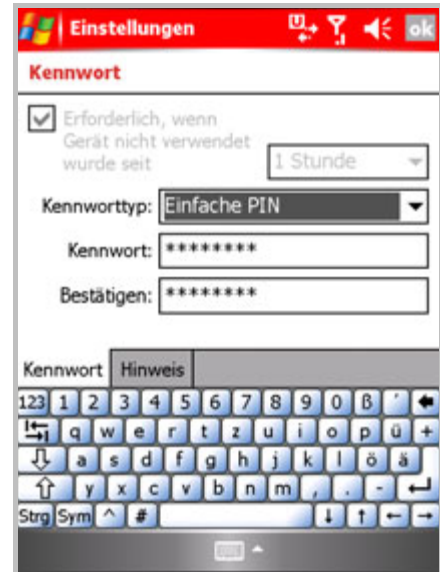 Einstellungen ok
Kennwort
Erforderlich, wenn
Gerät nicht verwendet
wurde seit 1 Stunde
Kennworttyp: Einfache PIN
Kennwort: ********
Bestätigen: ********
Kennwort Hinweis
123 1 2 3 4 5 6 7 8 9 0 ß ´
q w e r t z u i o p ü +
a s d f g h j k l ö ä
y x c v b n m , . -
Strg Sym ^ #